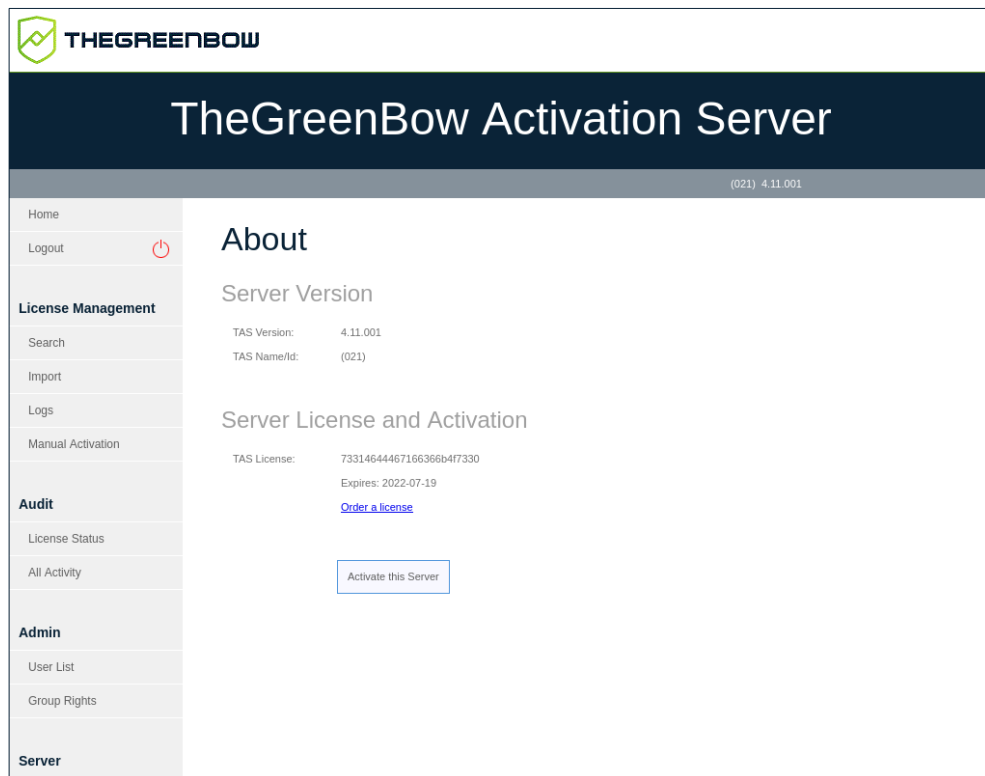 THEGREENBOW
TheGreenBow Activation Server
(021) 4.11.001
Home
Logout
License Management
Search
Import
Logs
Manual Activation
Audit
License Status
All Activity
Admin
User List
Group Rights
Server
About
Server Version
TAS Version: 4.11.001
TAS Name/Id: (021)
Server License and Activation
TAS License: 73314644467166366b4f7330
Expires: 2022-07-19
Order a license
Activate this Server